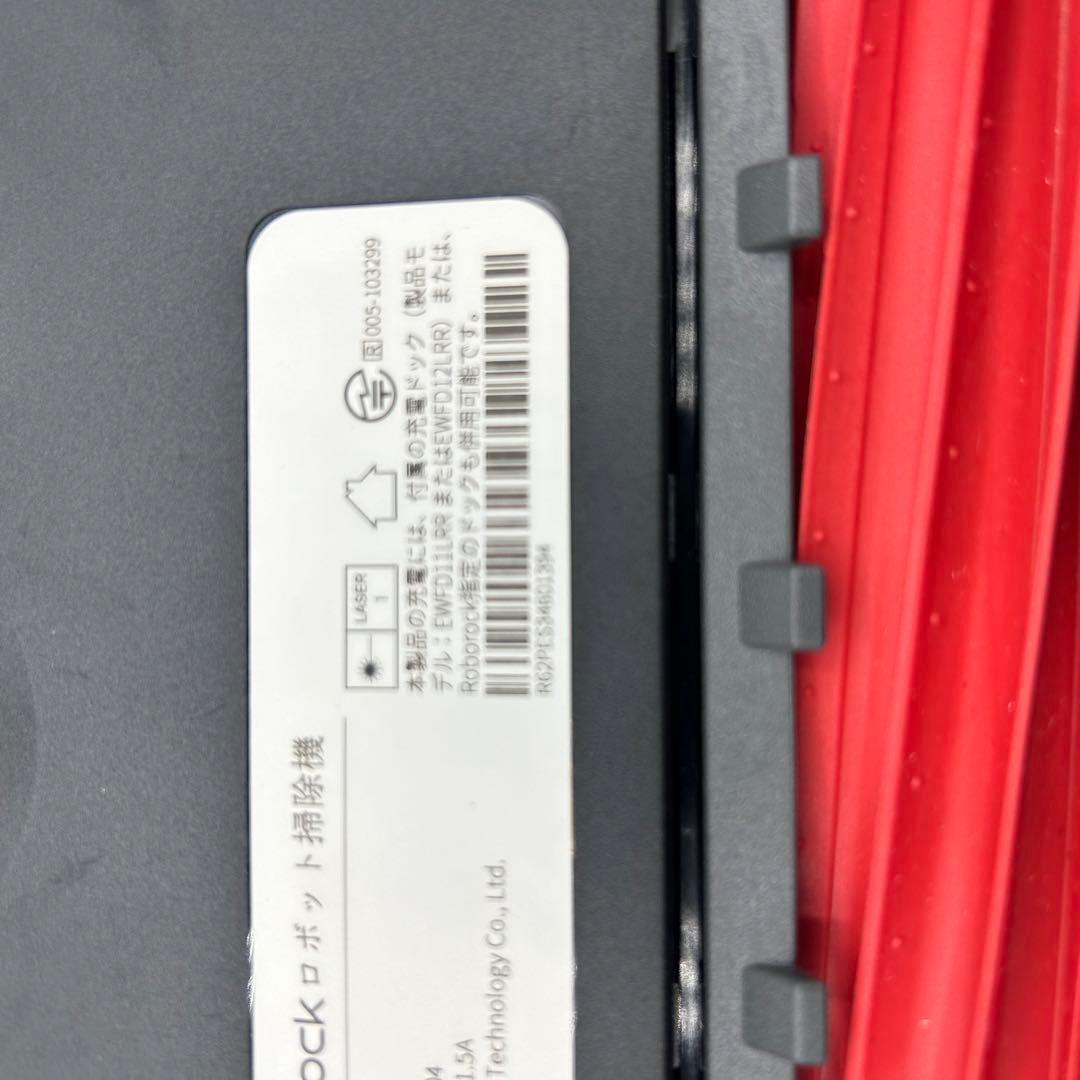 ock ロボット掃除機
04
1.5A
Technology Co., Ltd.
LASER
1
R 005-103299
本製品の充電には、付属の充電ドック（製品モ
デル：EWFD11LRR またはEWFD12LRR）または、
Roborock指定のドックも併用可能です。